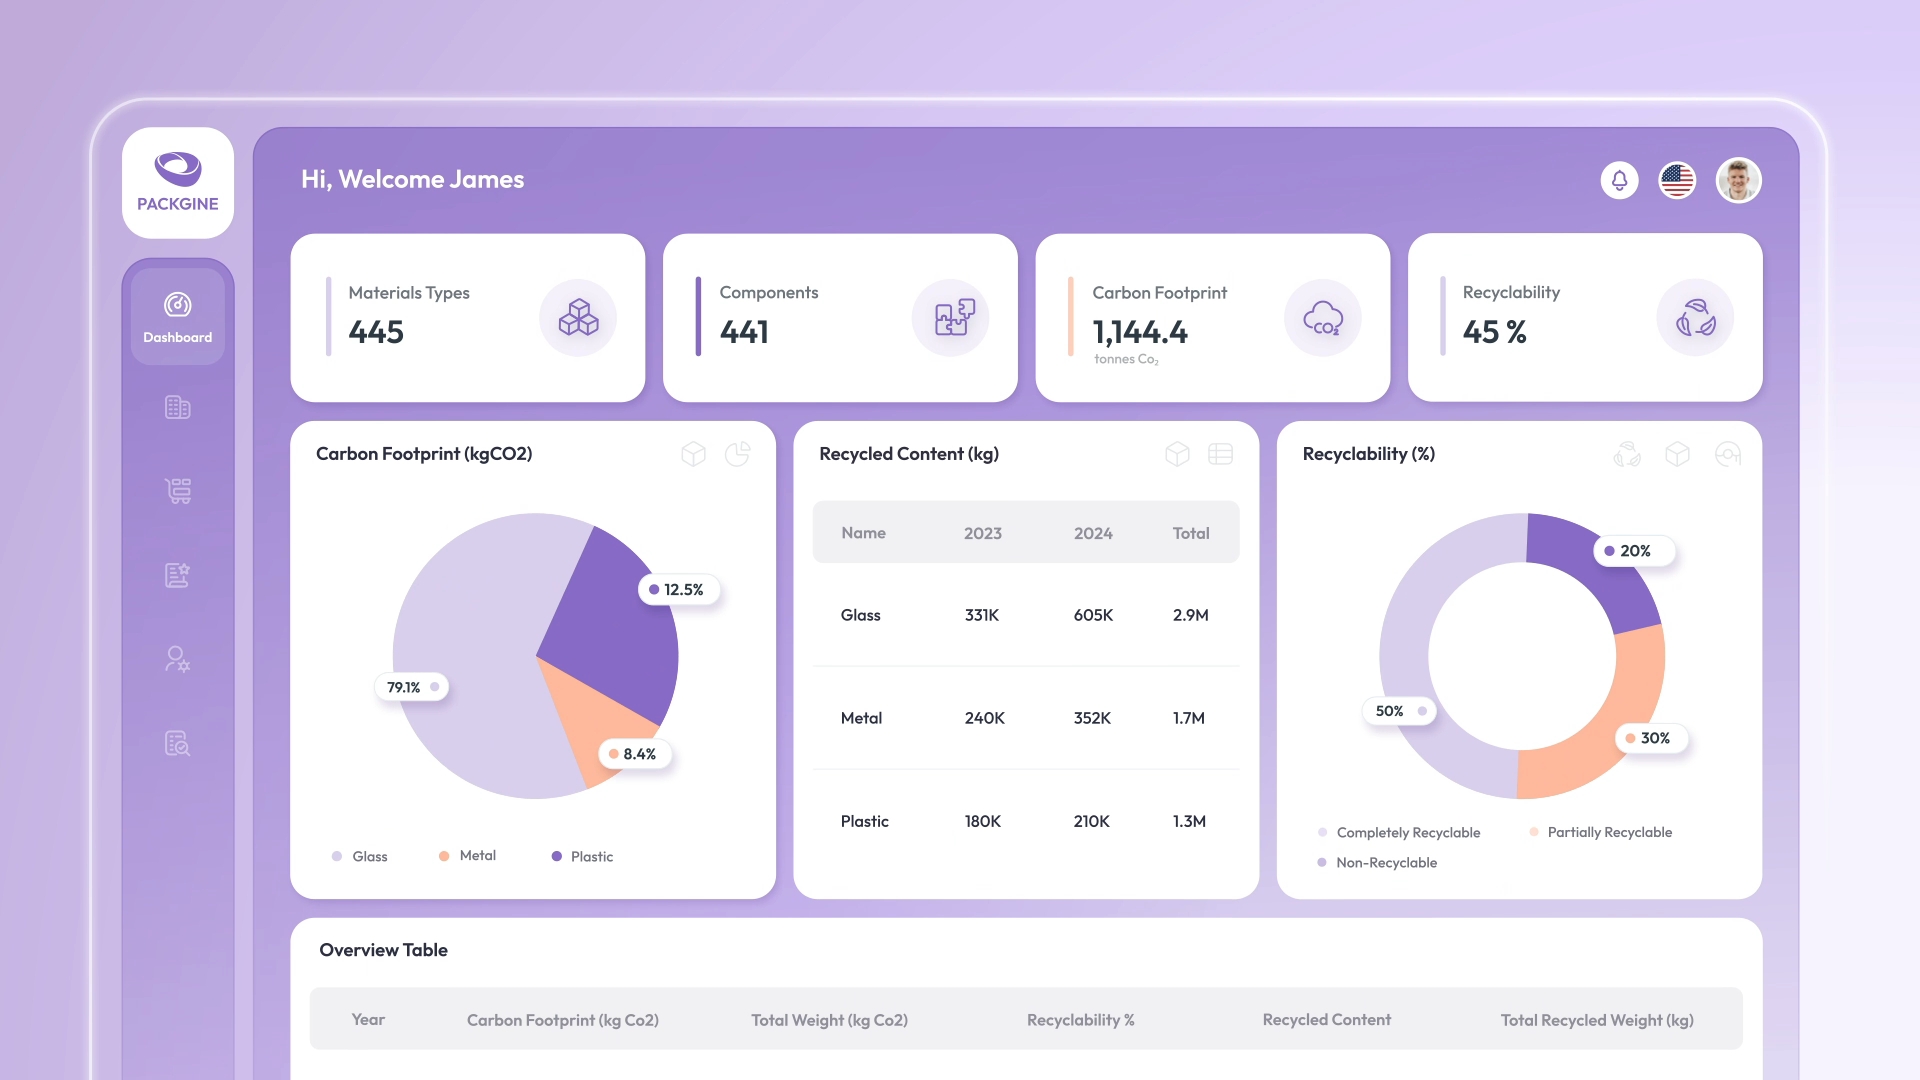 PACKGINE
Hi, Welcome James
Dashboard
Materials Types
445
Components
441
Carbon Footprint
1,144.4
tonnes Co₂
CO₂
Recyclability
45 %
Carbon Footprint (kgCO2)
12.5%
79.1%
8.4%
Glass
Metal
Plastic
Recycled Content (kg)
Name 2023 2024 Total
Glass 331K 605K 2.9M
Metal 240K 352K 1.7M
Plastic 180K 210K 1.3M
Recyclability (%)
20%
50%
30%
Completely Recyclable
Partially Recyclable
Non-Recyclable
Overview Table
Year Carbon Footprint (kg Co2) Total Weight (kg Co2) Recyclability % Recycled Content Total Recycled Weight (kg)